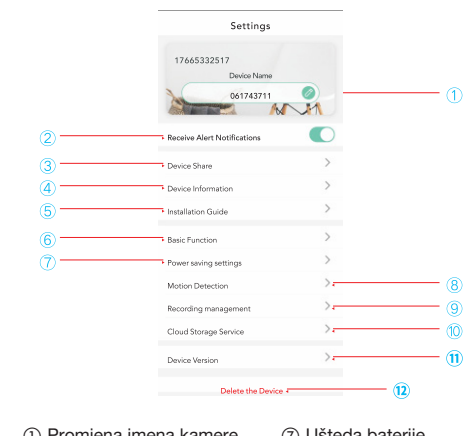 Settings
17665332517
Device Name
061743711
①
② Receive Alert Notifications
③ Device Share
④ Device Information
⑤ Installation Guide
⑥ Basic Function
⑦ Power saving settings
Motion Detection ⑧
Recording management ⑨
Cloud Storage Service ⑩
Device Version ⑪
Delete the Device ⑫
① Promjena imena kamere ⑦ Ušteda baterije